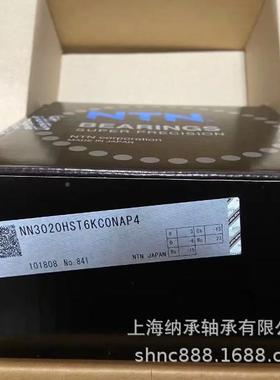 NTN
BEARINGS
SUPER PRECISION
NTN corporation
MADE IN JAPAN
NN3020HST6KC0NAP4
101808 No.841
NTN JAPAN
上海纳承轴承有限公司
shnc888.1688.com